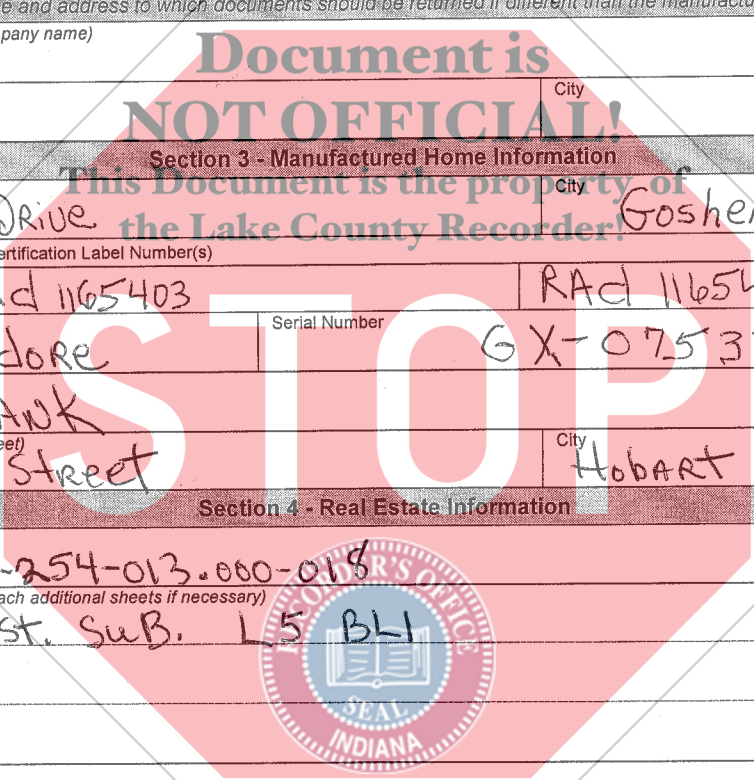 e and address to which documents should be returned if different than the manufactu
pany name)
Document is
City
NOT OFFICIAL!
Section 3 - Manufactured Home Information
This Document is the property of
City
Drive
Goshen
the Lake County Recorder!
ertification Label Number(s)
d 1165403
RAd 11654
Serial Number
dore
GX-0753
ANK
eet)
City
Street
HobART
STOP
Section 4 - Real Estate Information
-254-013.000-018
ach additional sheets if necessary)
st. SuB. L5 BL1
RECORDER'S OFFICE
SEAL
INDIANA